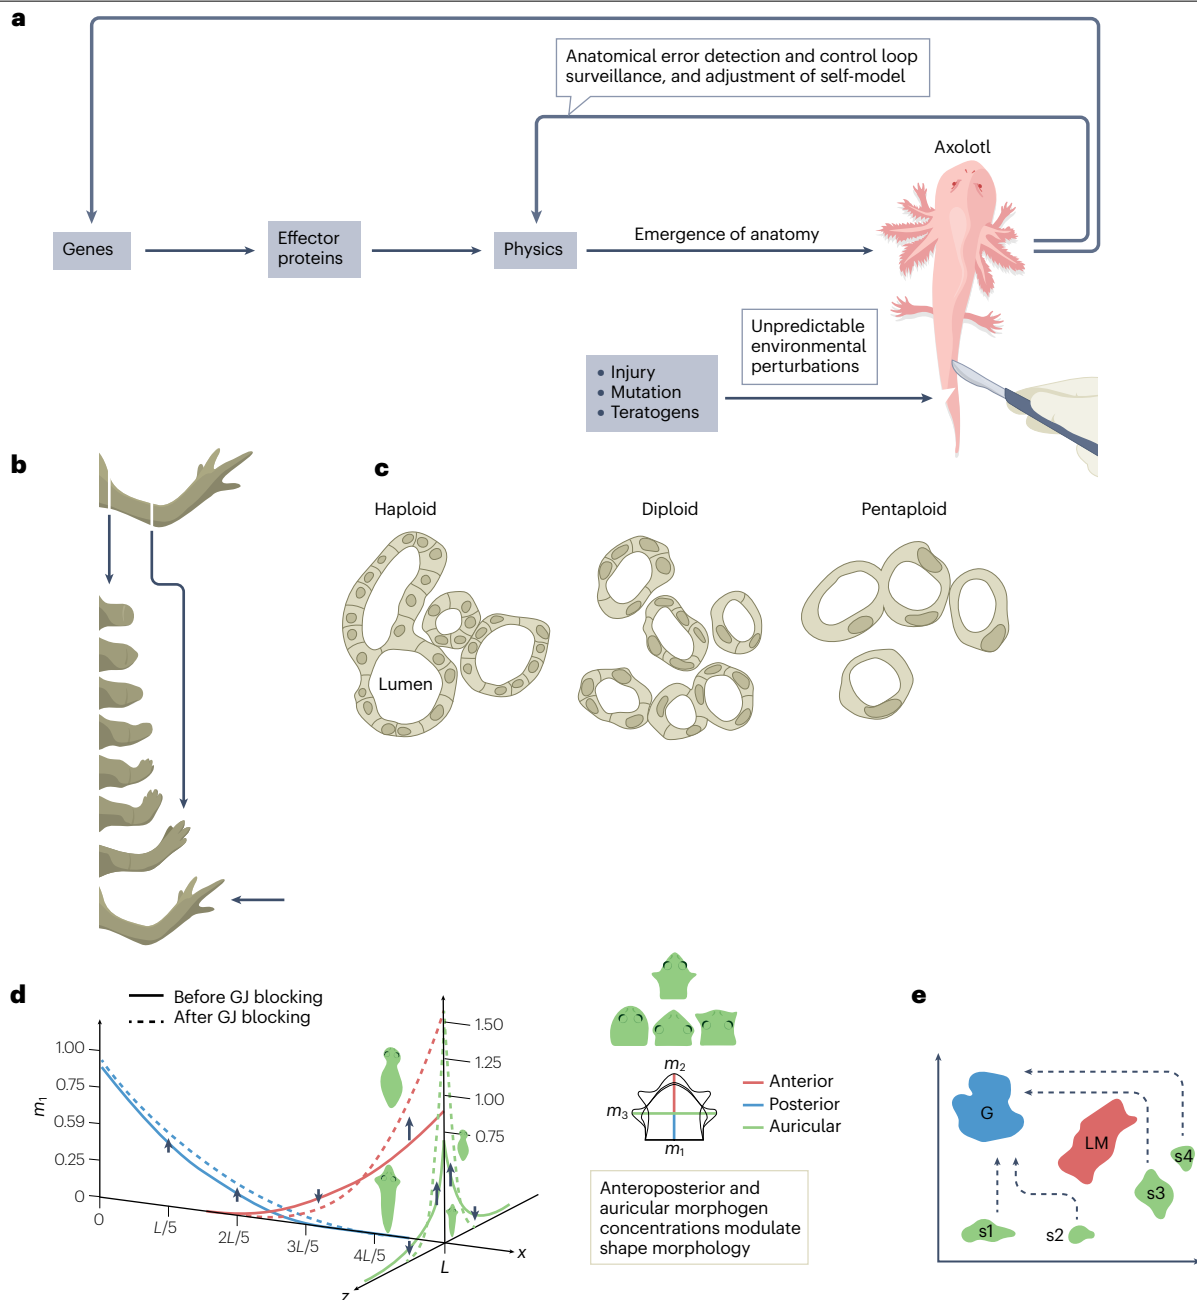 a
Anatomical error detection and control loop
surveillance, and adjustment of self-model
Axolotl
Genes
Effector
proteins
Physics
Emergence of anatomy
Unpredictable
environmental
perturbations
• Injury
• Mutation
• Teratogens
b
c
Haploid
Diploid
Pentaploid
Lumen
d
Before GJ blocking
After GJ blocking
1.00
0.75
0.59
0.25
0
m1
0
L/5
2L/5
3L/5
4L/5
L
x
z
1.50
1.25
1.00
0.75
m2
m3
m1
Anterior
Posterior
Auricular
Anteroposterior and
auricular morphogen
concentrations modulate
shape morphology
e
G
LM
s4
s3
s1
s2